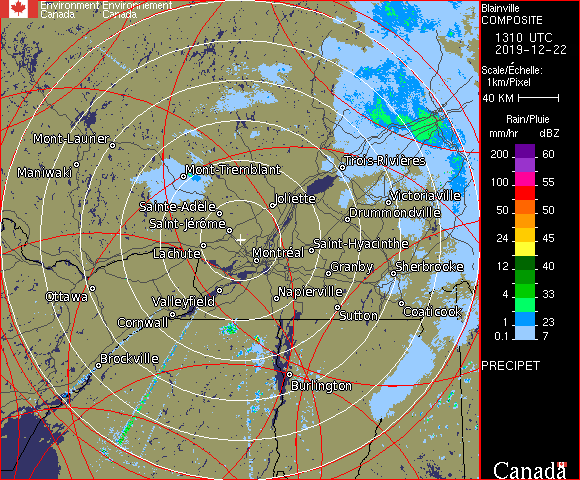 Environment Environnement
Canada Canada
Blainville
COMPOSITE
1310 UTC
2019-12-22
Scale/Échelle:
1km/Pixel
40 KM
Rain/Pluie
mm/hr dBZ
200 60
150 57
100 55
50 50
24 45
12 40
4 33
1 23
0.1 7
PRECIPET
Canada
Mont-Laurier
Maniwaki
Mont-Tremblant
Trois-Rivières
Joliette
Victoriaville
Sainte-Adèle
Drummondville
Saint-Jérôme
Lachute
Montréal
Saint-Hyacinthe
Granby
Sherbrooke
Ottawa
Valleyfield
Napierville
Cornwall
Sutton
Coaticook
Brockville
Burlington